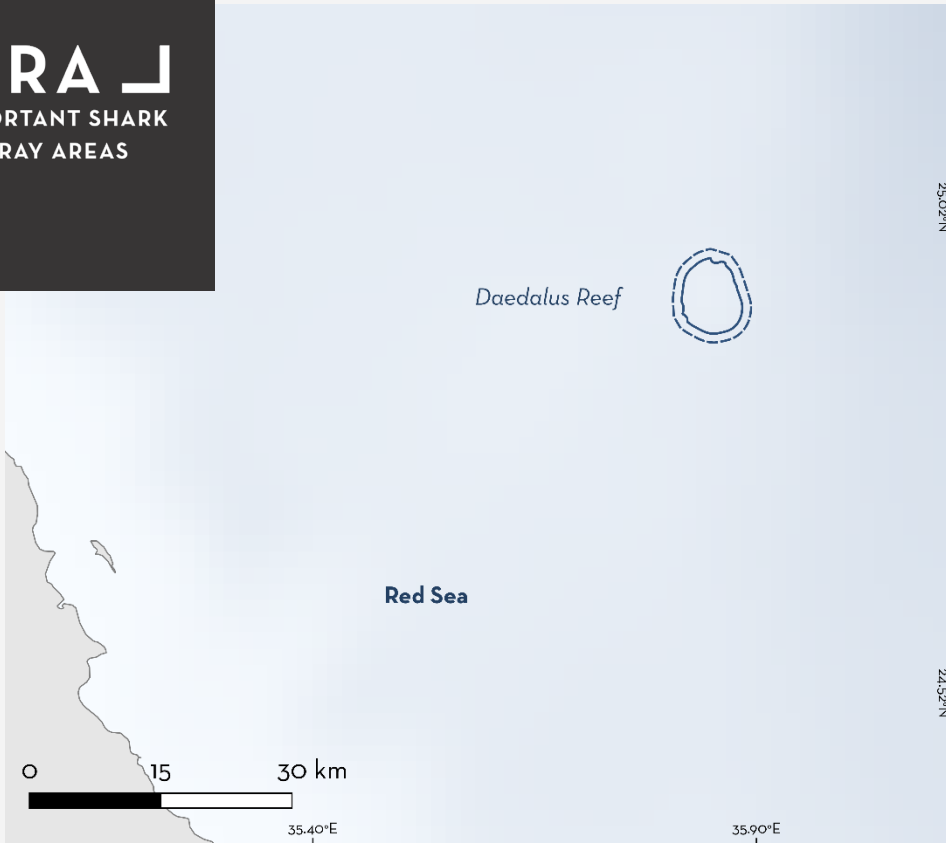 RA
ORTANT SHARK
RAY AREAS
25.02°N
Daedalus Reef
Red Sea
24.52°N
0 15 30 km
35.40°E 35.90°E